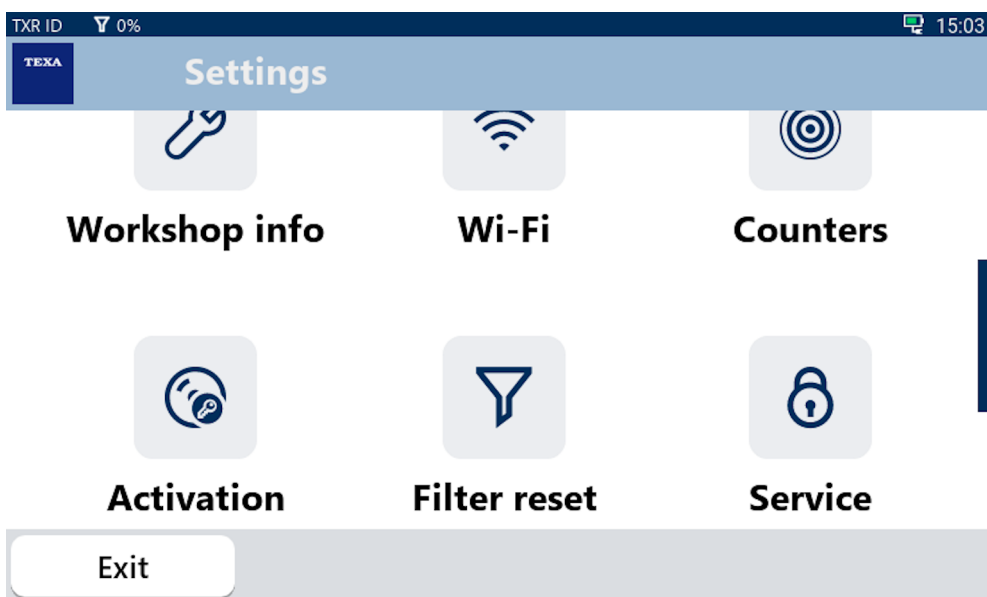 TXR ID 0% 15:03
TEXA Settings
Workshop info Wi-Fi Counters
Activation Filter reset Service
Exit